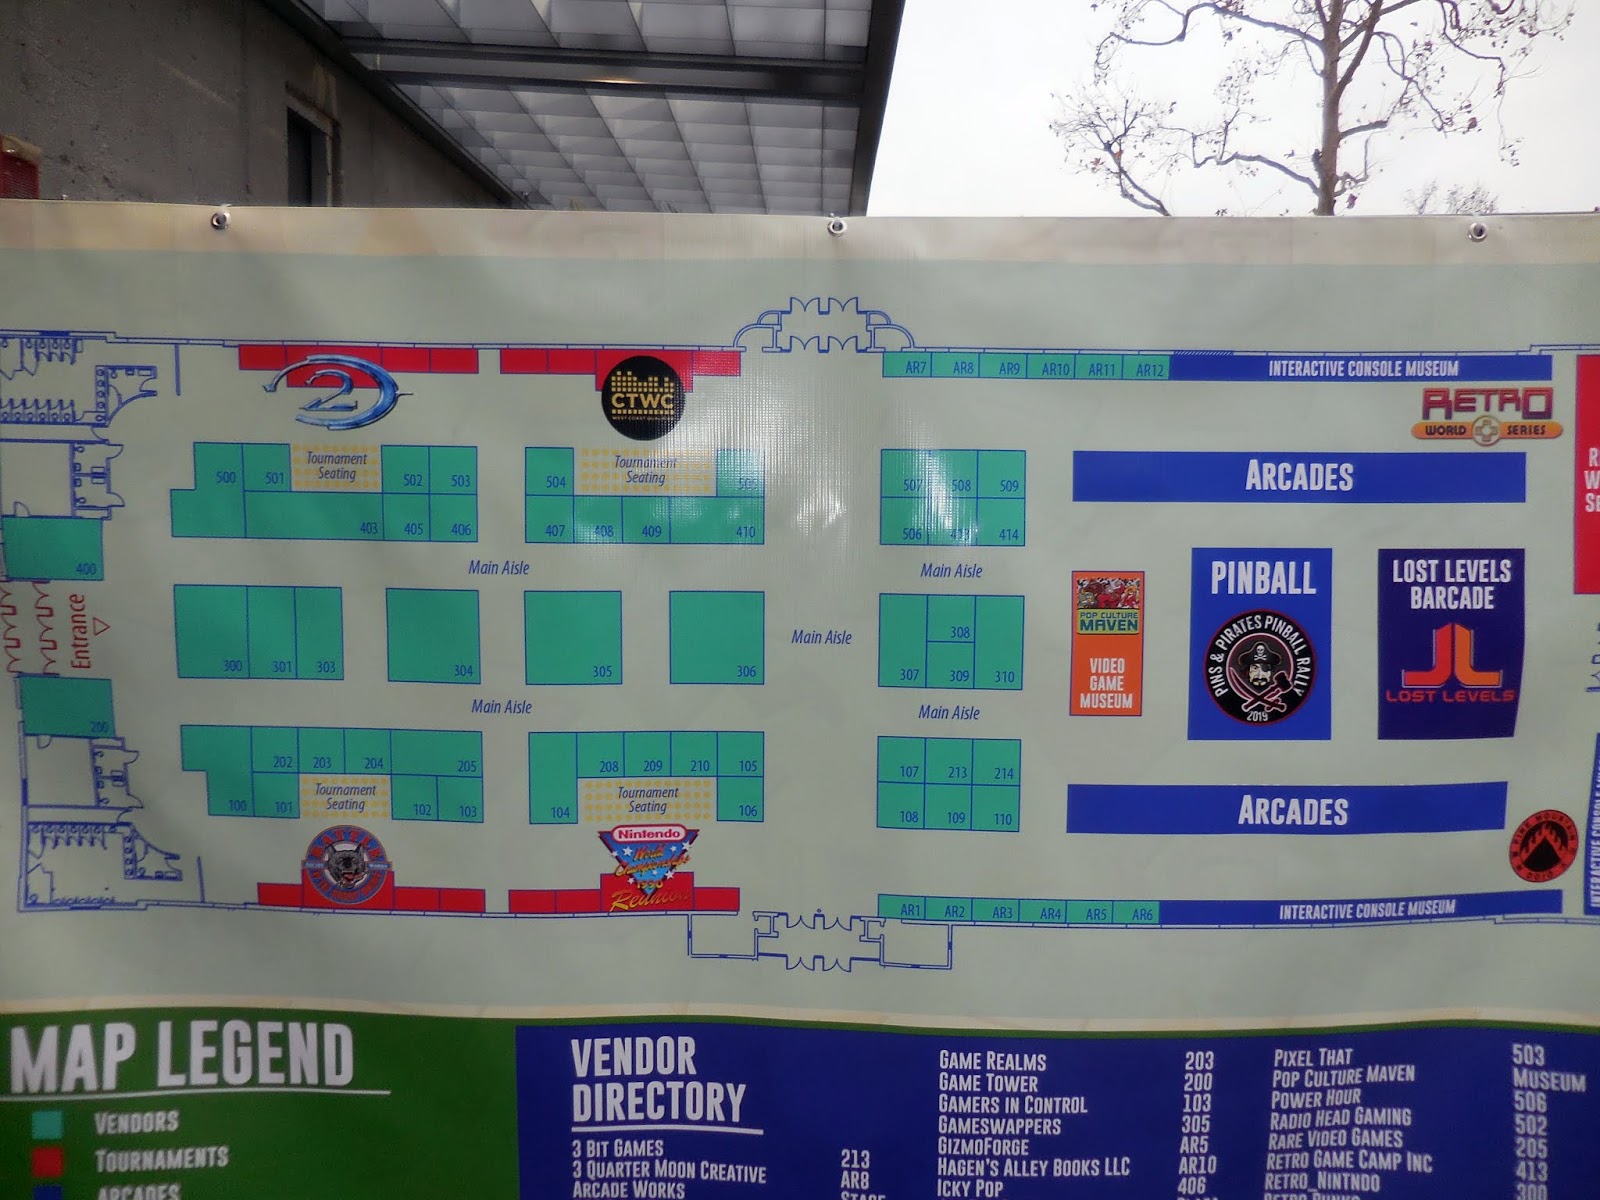 AR7 AR8 AR9 AR10 AR11 AR12 INTERACTIVE CONSOLE MUSEUM
2
CTWC
RETRO
WORLD SERIES
500 501 Tournament Seating 502 503
504 Tournament Seating
507 508 509
ARCADES
403 405 406
407 408 409 410
506 414
400
Main Aisle
Main Aisle
Entrance
300 301 303 304 305 306
Main Aisle
307 308 309 310
POP CULTURE
MAVEN
VIDEO
GAME
MUSEUM
PINBALL
PINS & PIRATES PINBALL RALLY
2019
LOST LEVELS
BARCADE
LOST LEVELS
Main Aisle
Main Aisle
200
202 203 204 205
208 209 210 105
107 213 214
100 101 Tournament Seating 102 103
104 Tournament Seating 106
108 109 110
ARCADES
Nintendo
World
Championships
1990
Reunion
AR1 AR2 AR3 AR4 AR5 AR6 INTERACTIVE CONSOLE MUSEUM
MAP LEGEND
VENDORS
TOURNAMENTS
ARCADES
VENDOR
DIRECTORY
3 BIT GAMES 213
3 QUARTER MOON CREATIVE AR8
ARCADE WORKS
GAME REALMS 203
GAME TOWER 200
GAMERS IN CONTROL 103
GAMESWAPPERS 305
GIZMOFORGE AR5
HAGEN'S ALLEY BOOKS LLC AR10
ICKY POP 406
PIXEL THAT 503
POP CULTURE MAVEN MUSEUM
POWER HOUR 506
RADIO HEAD GAMING 502
RARE VIDEO GAMES 205
RETRO GAME CAMP INC 413
RETRO_NINTNDO